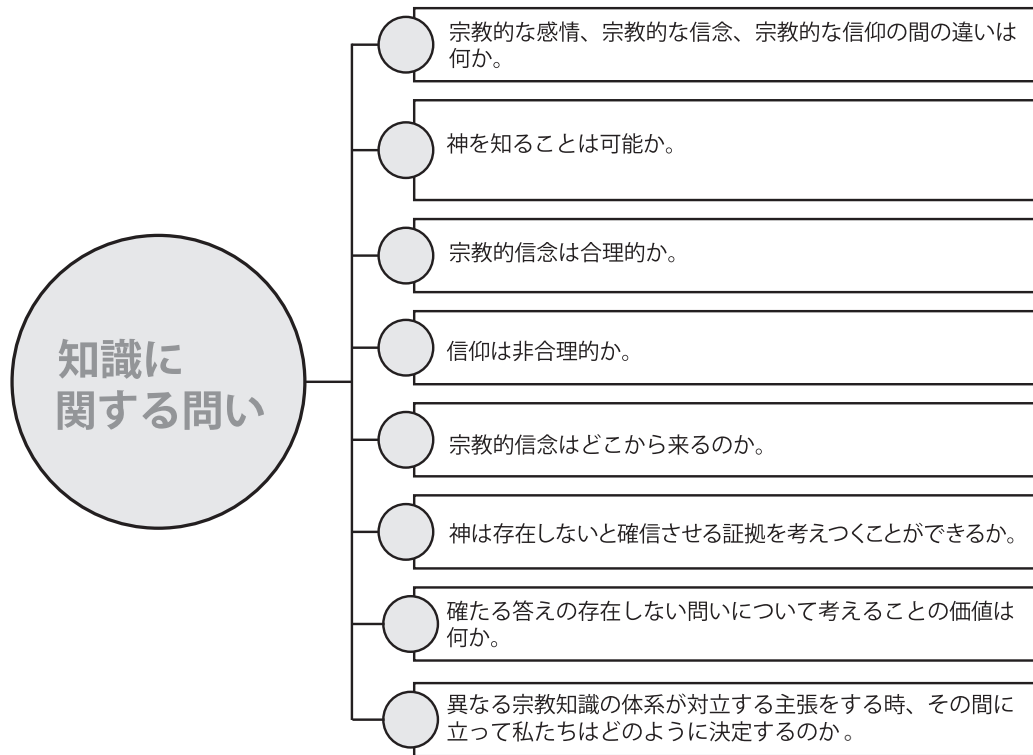 知識に
関する問い
宗教的な感情、宗教的な信念、宗教的な信仰の間の違いは
何か。
神を知ることは可能か。
宗教的信念は合理的か。
信仰は非合理的か。
宗教的信念はどこから来るのか。
神は存在しないと確信させる証拠を考えつくことができるか。
確たる答えの存在しない問いについて考えることの価値は
何か。
異なる宗教知識の体系が対立する主張をする時、その間に
立って私たちはどのように決定するのか。